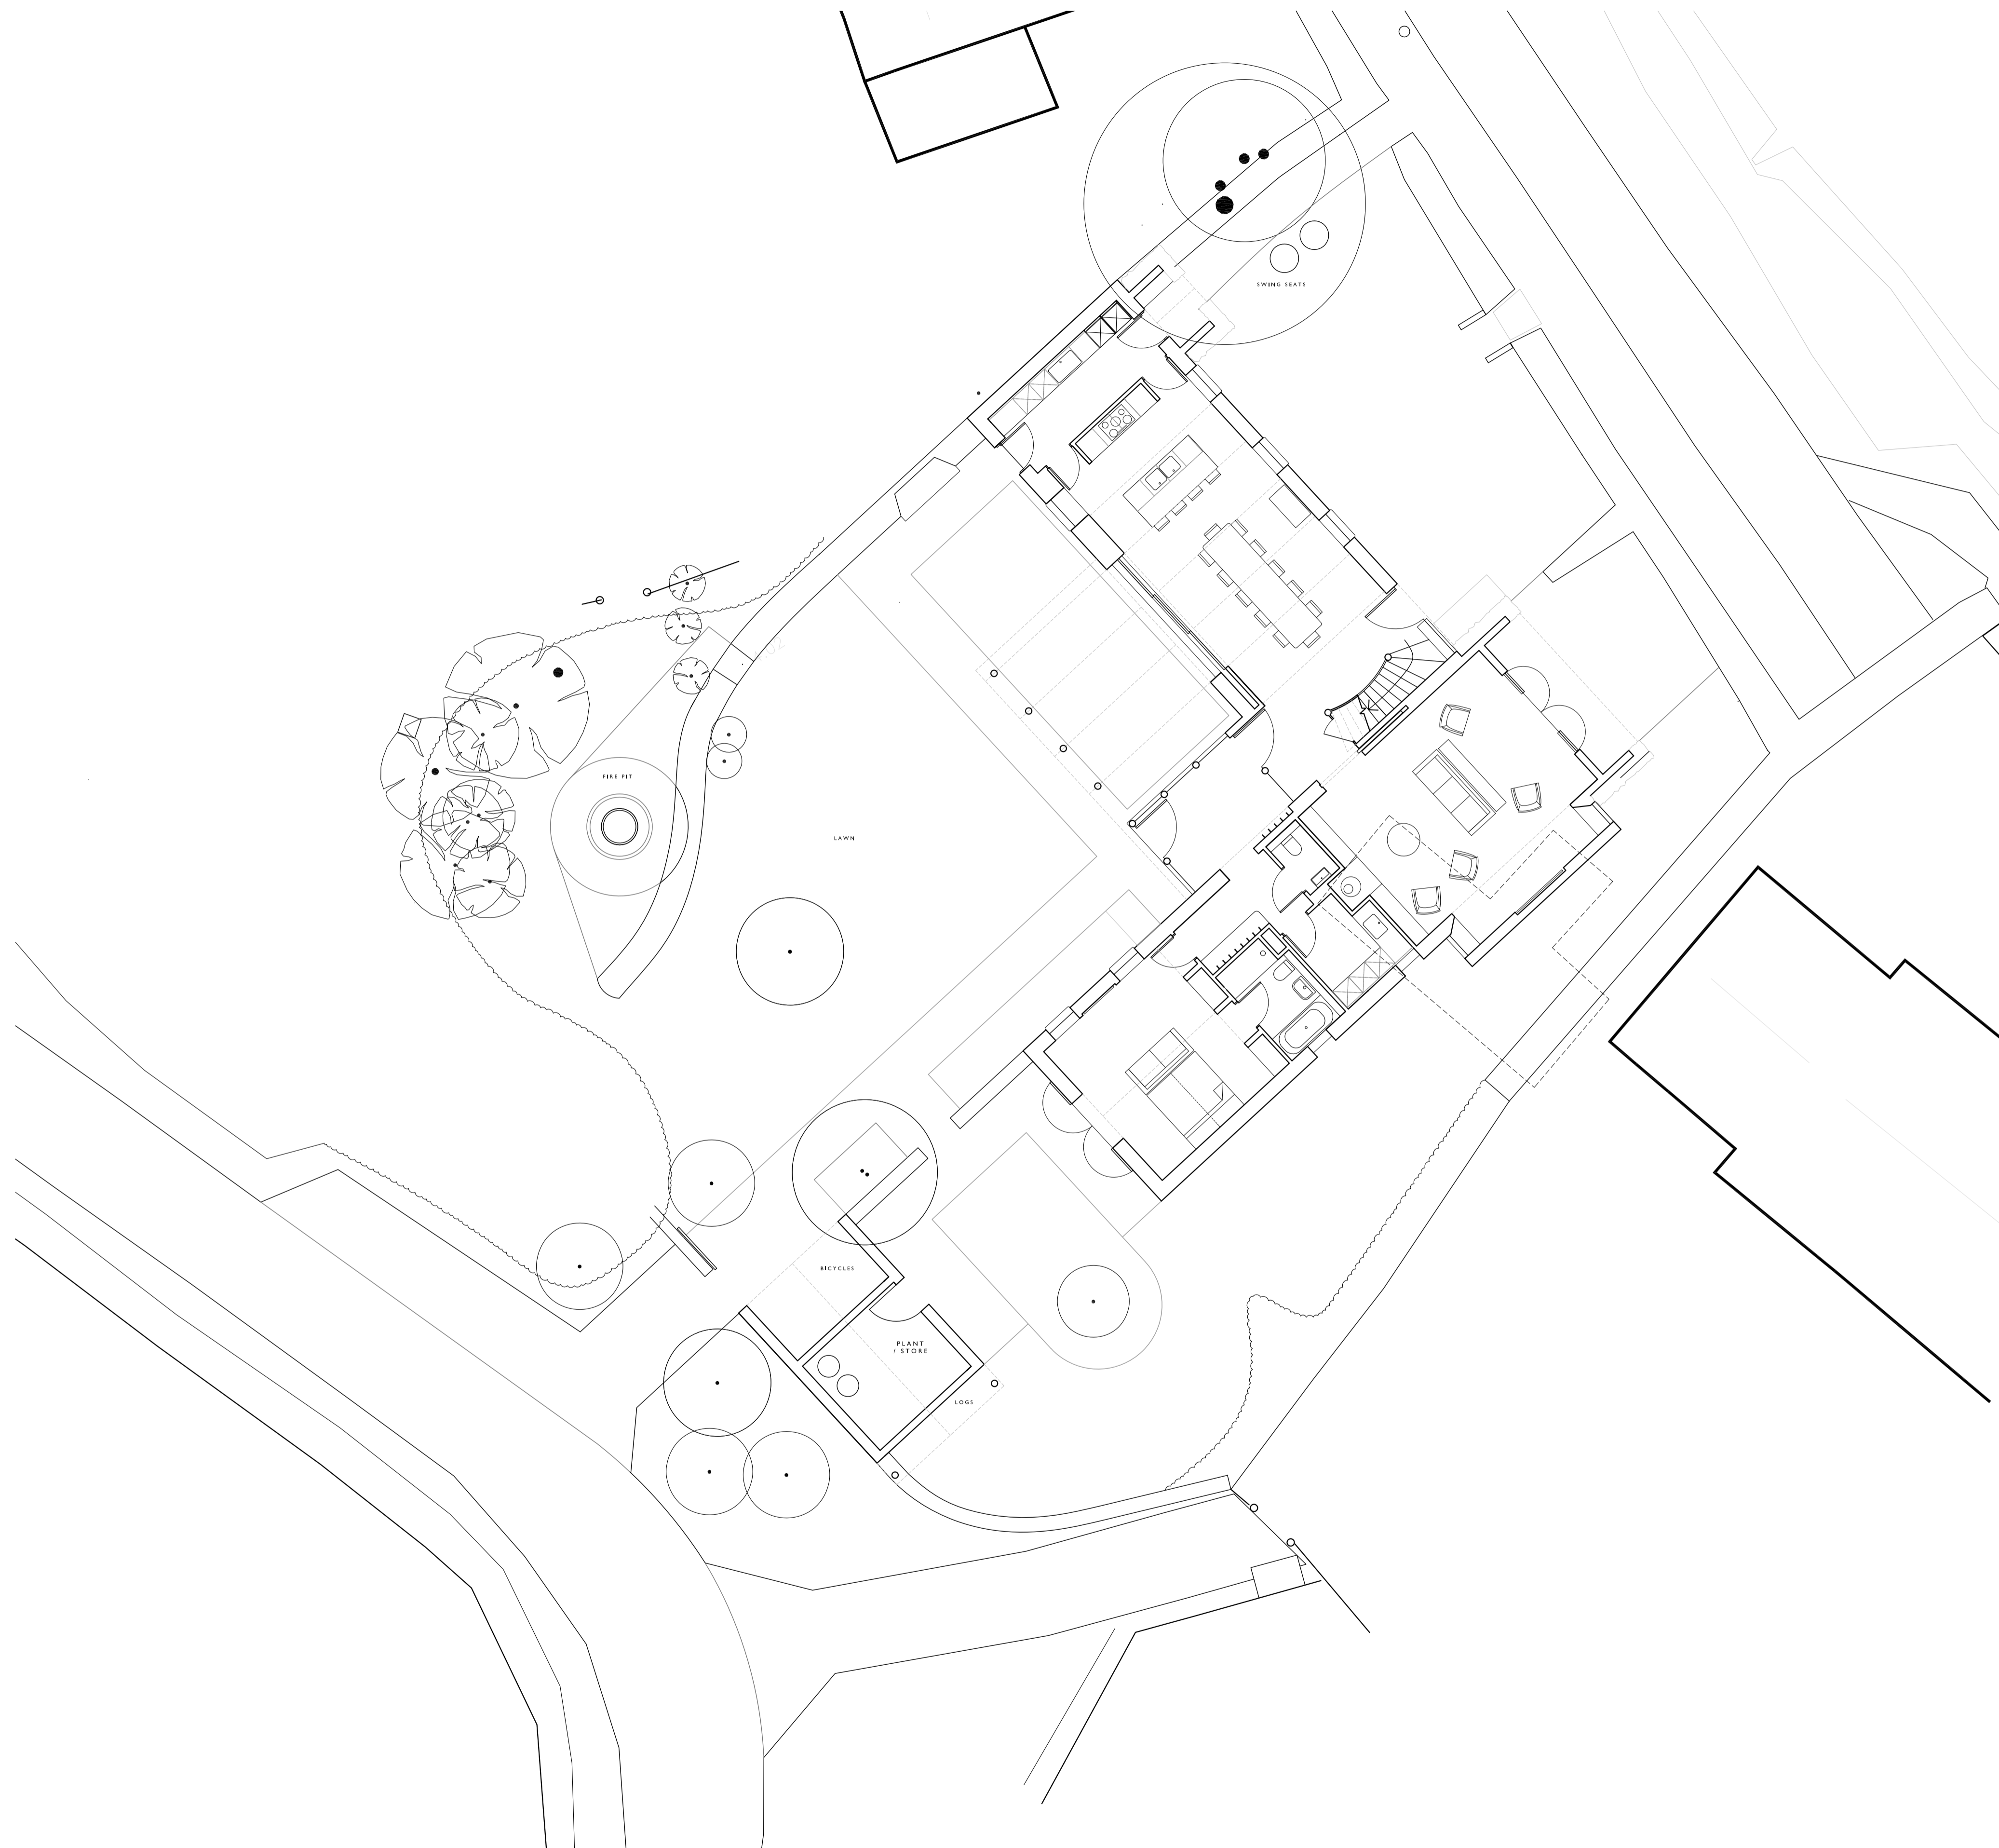 SWING SEATS
FIRE PIT
LAWN
BICYCLES
PLANT
/ STORE
LOGS